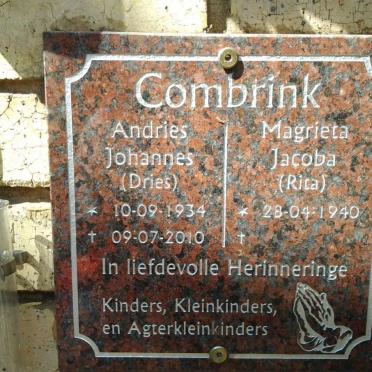 Combrink
Andries
Johannes
(Dries)
* 10-09-1934
† 09-07-2010
Magrieta
Jacoba
(Rita)
* 28-04-1940
†
In liefdevolle Herinneringe
Kinders, Kleinkinders,
en Agterkleinkinders